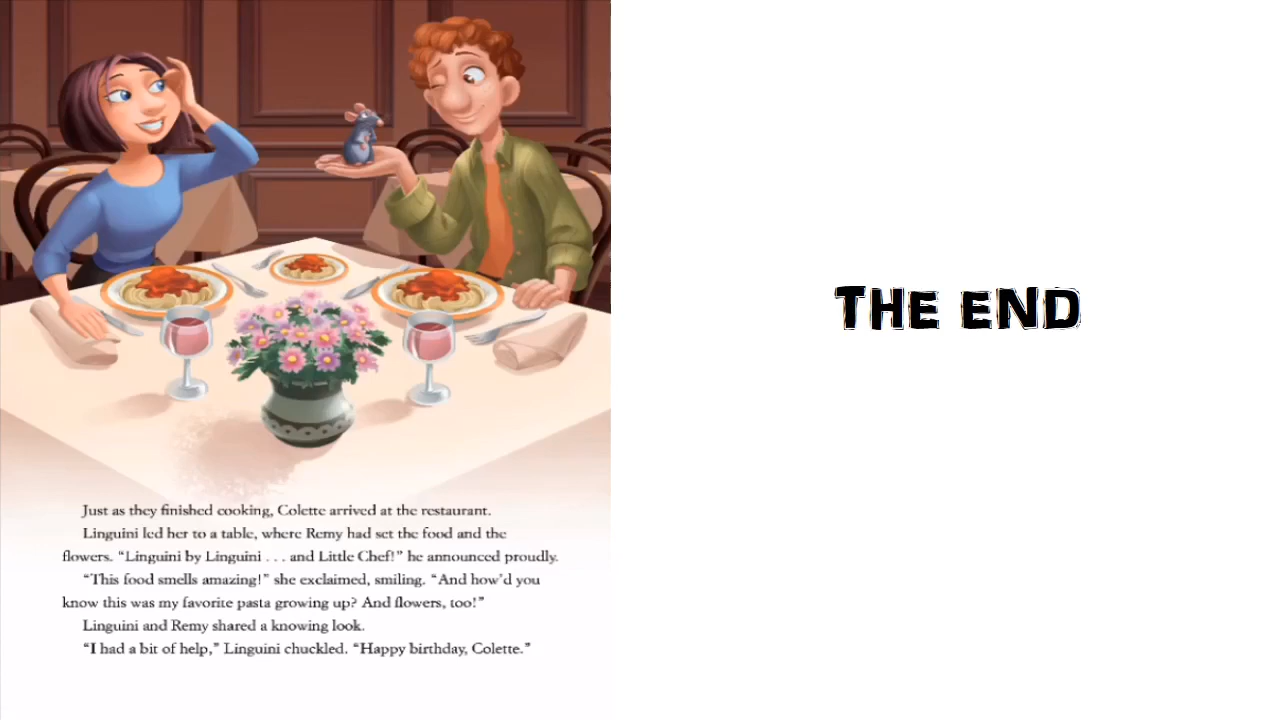 Just as they finished cooking, Colette arrived at the restaurant.
Linguini led her to a table, where Remy had set the food and the
flowers. “Linguini by Linguini . . . and Little Chef!” he announced proudly.
“This food smells amazing!” she exclaimed, smiling. “And how’d you
know this was my favorite pasta growing up? And flowers, too!”
Linguini and Remy shared a knowing look.
“I had a bit of help,” Linguini chuckled. “Happy birthday, Colette.”
THE END